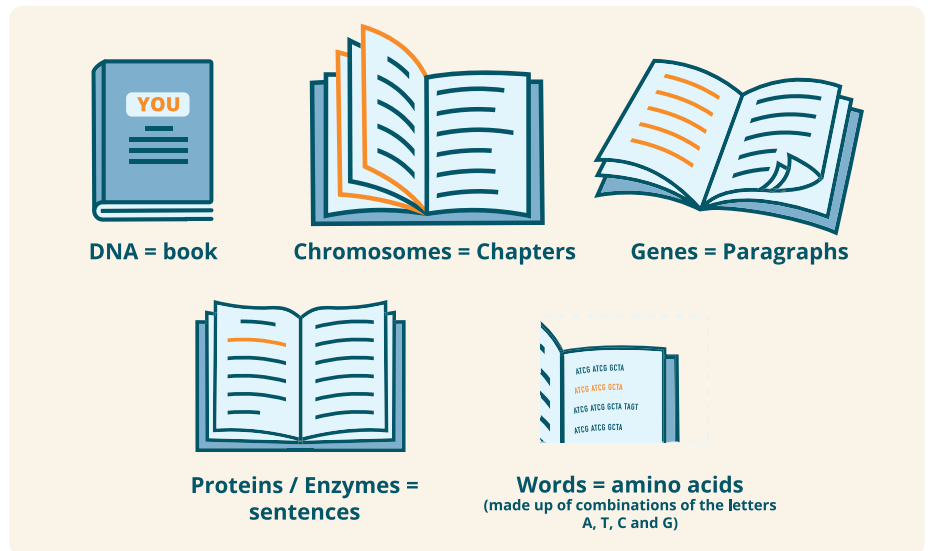 YOU
DNA = book
Chromosomes = Chapters
Genes = Paragraphs
Proteins / Enzymes =
sentences
ATCG ATCG GCTA
ATCG ATCG GCTA
ATCG ATCG GCTA TAGT
ATCG ATCG GCTA
Words = amino acids
(made up of combinations of the letters
A, T, C and G)